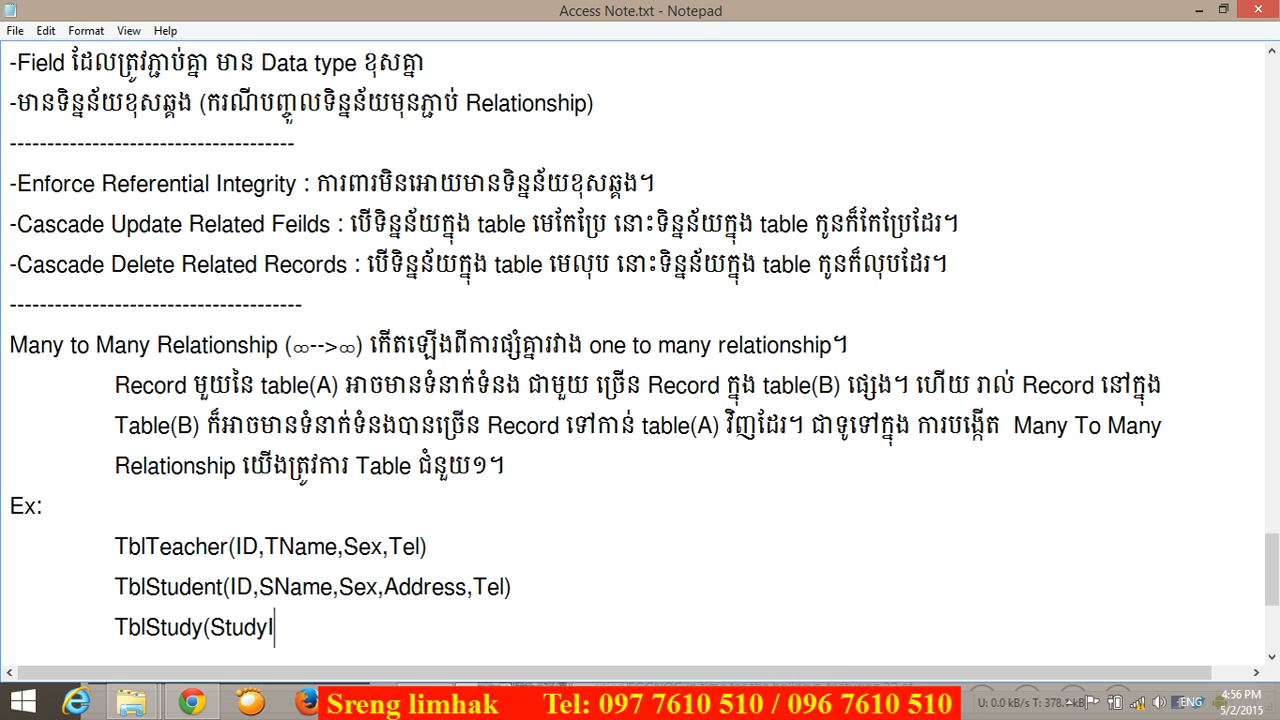 Access Note.txt - Notepad
File Edit Format View Help
-Field ដែលត្រូវភ្ជាប់គ្នា មាន Data type ខុសគ្នា
-មានទិន្នន័យខុសឆ្គង (ករណីបញ្ចូលទិន្នន័យមុនភ្ជាប់ Relationship)
--------------------------------------
-Enforce Referential Integrity : ការពារមិនអោយមានទិន្នន័យខុសឆ្គង។
-Cascade Update Related Feilds : បើទិន្នន័យក្នុង table មេកែប្រែ នោះទិន្នន័យក្នុង table កូនក៏កែប្រែដែរ។
-Cascade Delete Related Records : បើទិន្នន័យក្នុង table មេលុប នោះទិន្នន័យក្នុង table កូនក៏លុបដែរ។
---------------------------------------
Many to Many Relationship (∞-->∞) កើតឡើងពីការផ្សំគ្នារវាង one to many relationship។
Record មួយនៃ table(A) អាចមានទំនាក់ទំនង ជាមួយ ច្រើន Record ក្នុង table(B) ផ្សេង។ ហើយ រាល់ Record នៅក្នុង
Table(B) ក៏អាចមានទំនាក់ទំនងបានច្រើន Record ទៅកាន់ table(A) វិញដែរ។ ជាទូទៅក្នុង ការបង្កើត Many To Many
Relationship យើងត្រូវការ Table ជំនួយ១។
Ex:
TblTeacher(ID,TName,Sex,Tel)
TblStudent(ID,SName,Sex,Address,Tel)
TblStudy(StudyI
Sreng limhak Tel: 097 7610 510 / 096 7610 510
U: 0.0 kB/s T: 378. kB
ENG
4:56 PM
5/2/2015